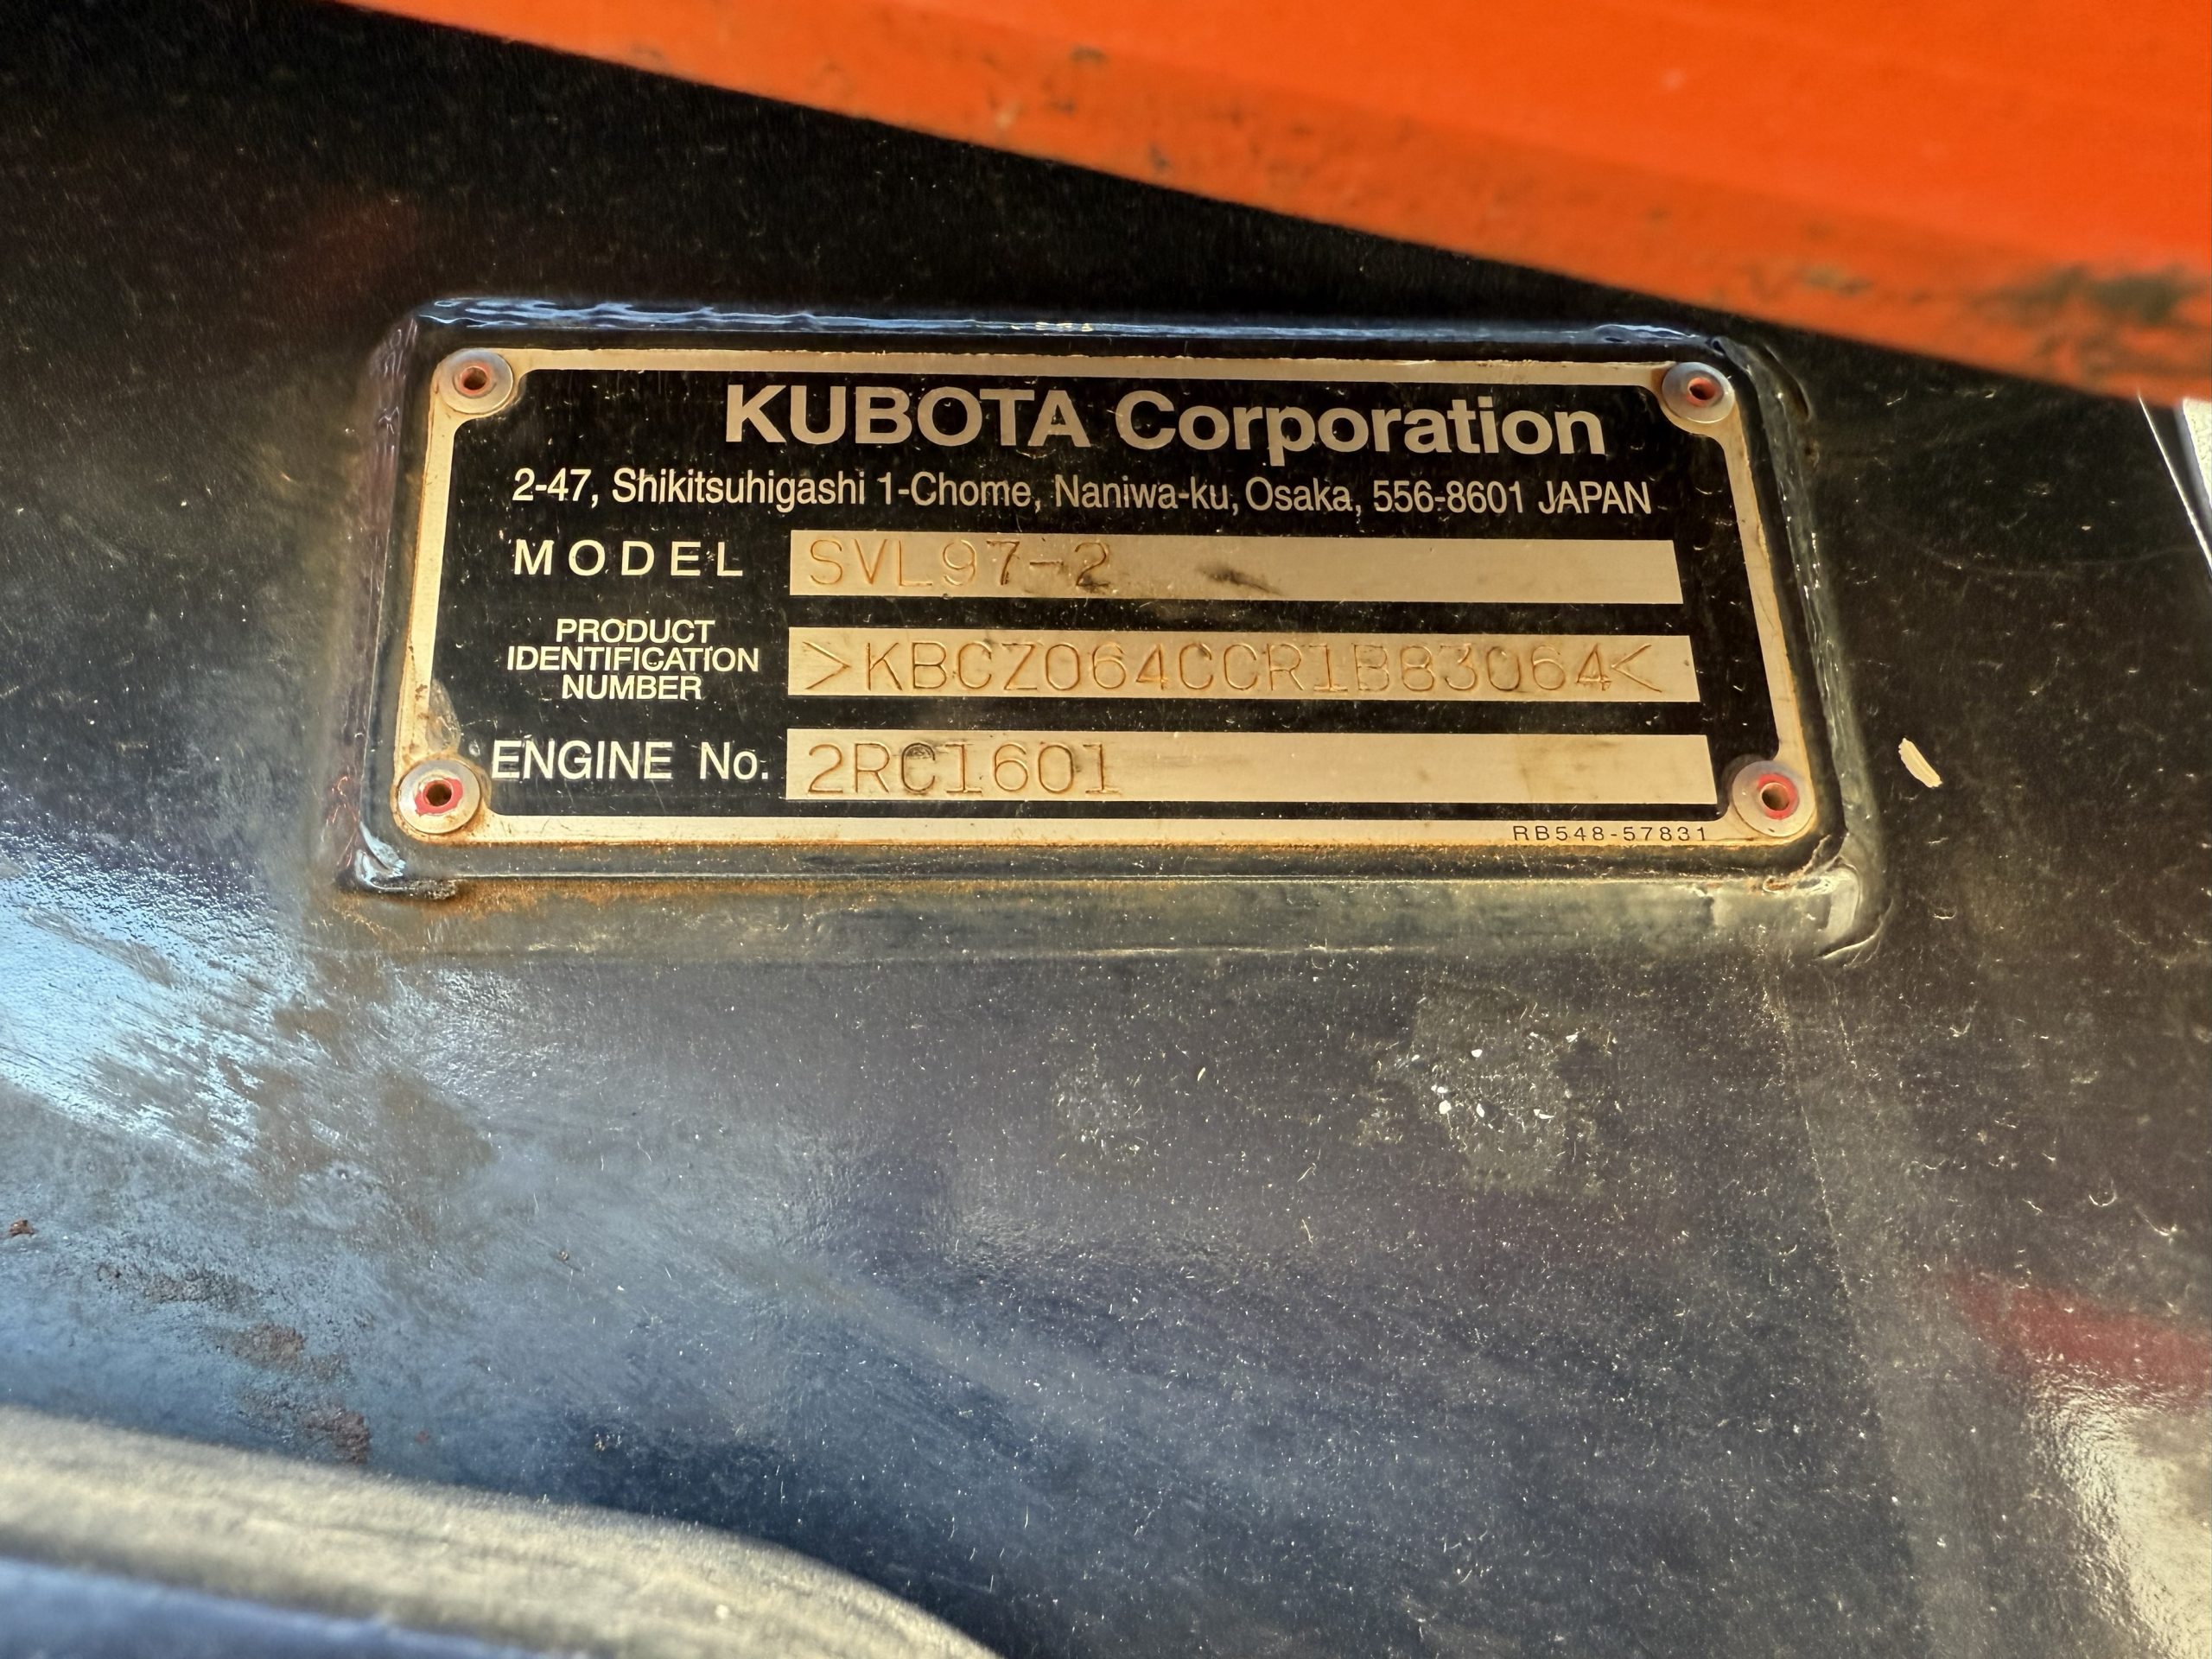 KUBOTA Corporation
2-47, Shikitsuhigashi 1-Chome, Naniwa-ku, Osaka, 556-8601 JAPAN
MODEL SVL97-2
PRODUCT
IDENTIFICATION
NUMBER
>KBCZ064CCR1B83064<
ENGINE No. 2RC1601
RB548-57831